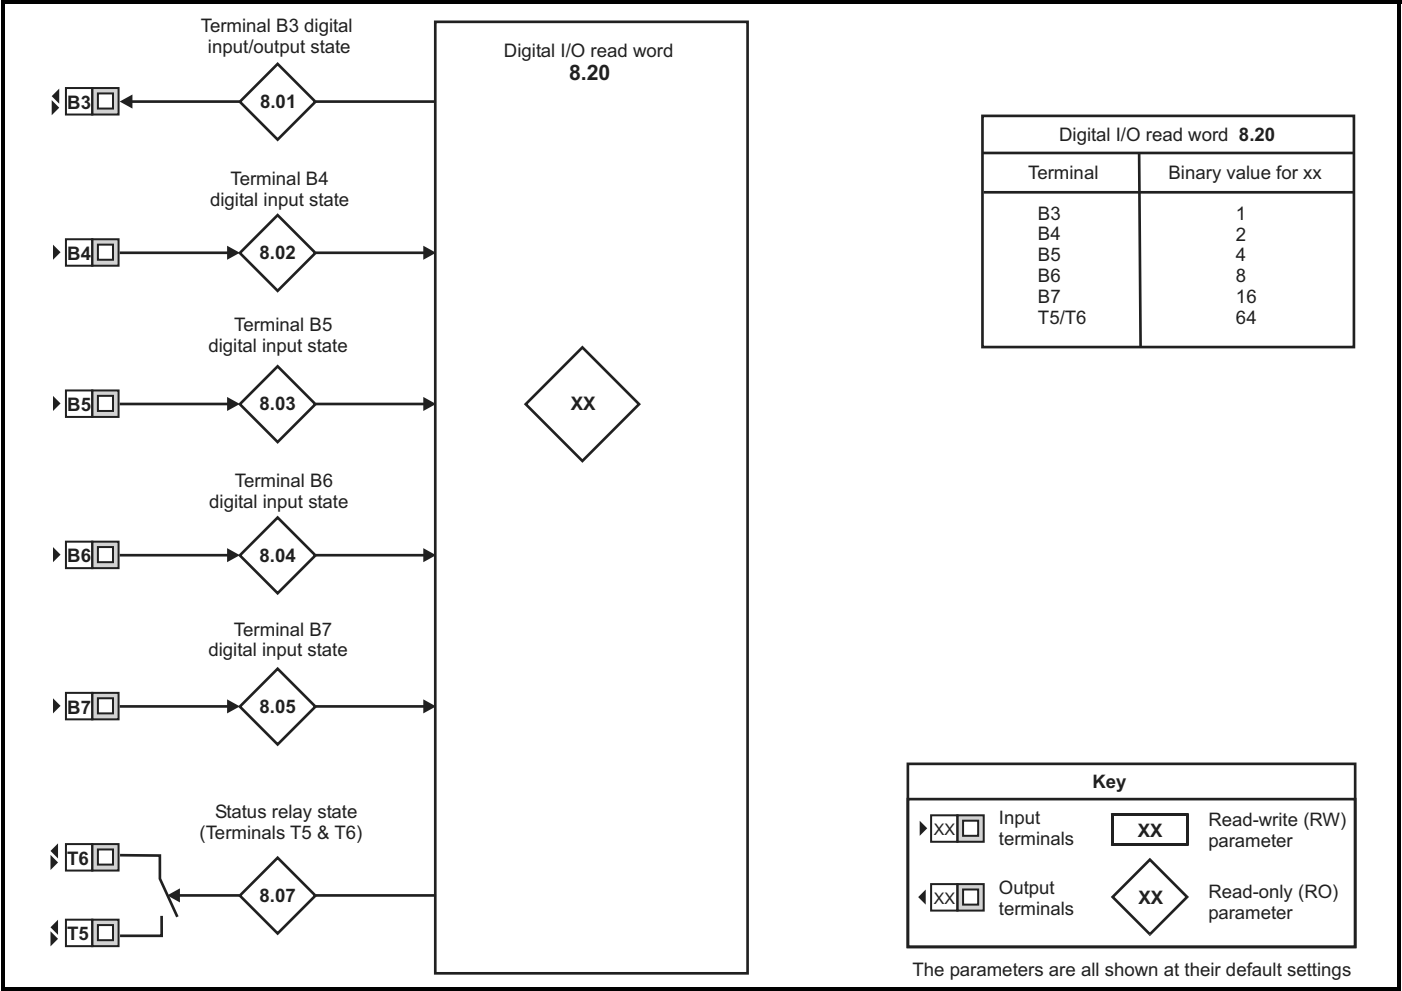 Terminal B3 digital
input/output state
B3
8.01
Terminal B4
digital input state
B4
8.02
Terminal B5
digital input state
B5
8.03
Terminal B6
digital input state
B6
8.04
Terminal B7
digital input state
B7
8.05
Status relay state
(Terminals T5 & T6)
T6
8.07
T5
Digital I/O read word
8.20
XX
Digital I/O read word 8.20
Terminal Binary value for xx
B3 1
B4 2
B5 4
B6 8
B7 16
T5/T6 64
Key
XX
Input
terminals
XX
Read-write (RW)
parameter
XX
Output
terminals
XX
Read-only (RO)
parameter
The parameters are all shown at their default settings